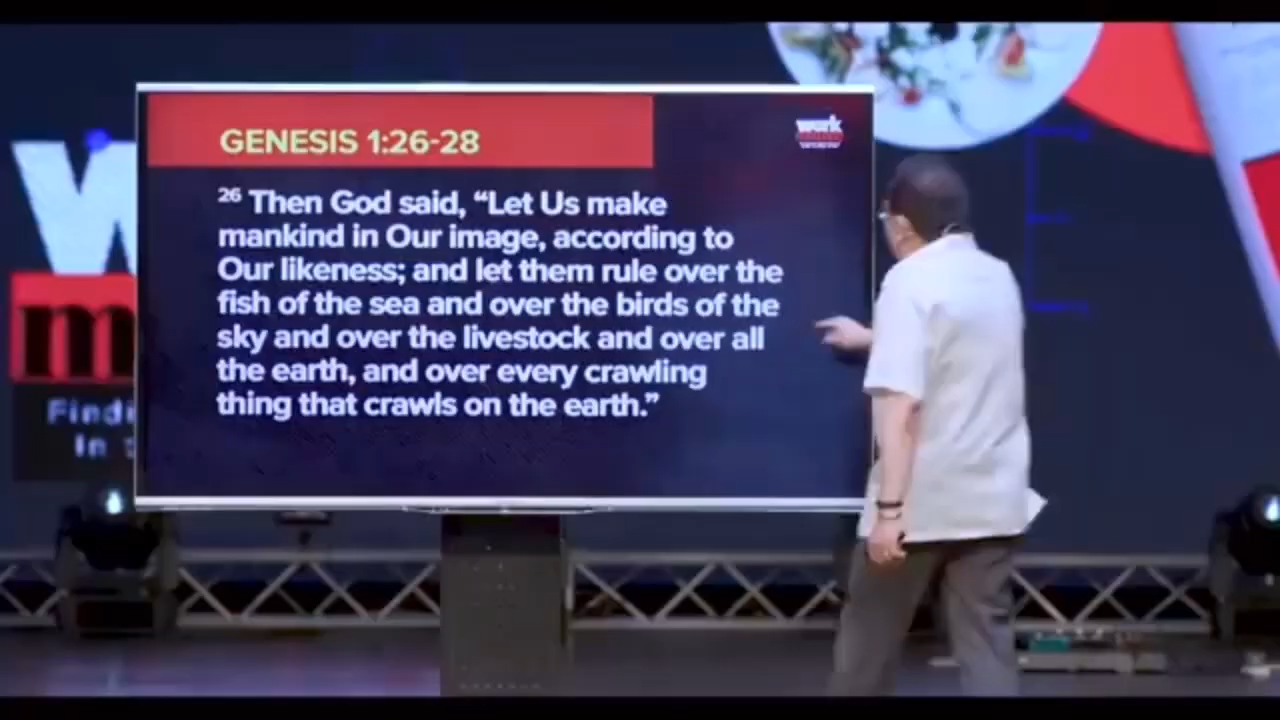 GENESIS 1:26-28
work
26 Then God said, “Let Us make
mankind in Our image, according to
Our likeness; and let them rule over the
fish of the sea and over the birds of the
sky and over the livestock and over all
the earth, and over every crawling
thing that crawls on the earth.”
w
m
Findi
in